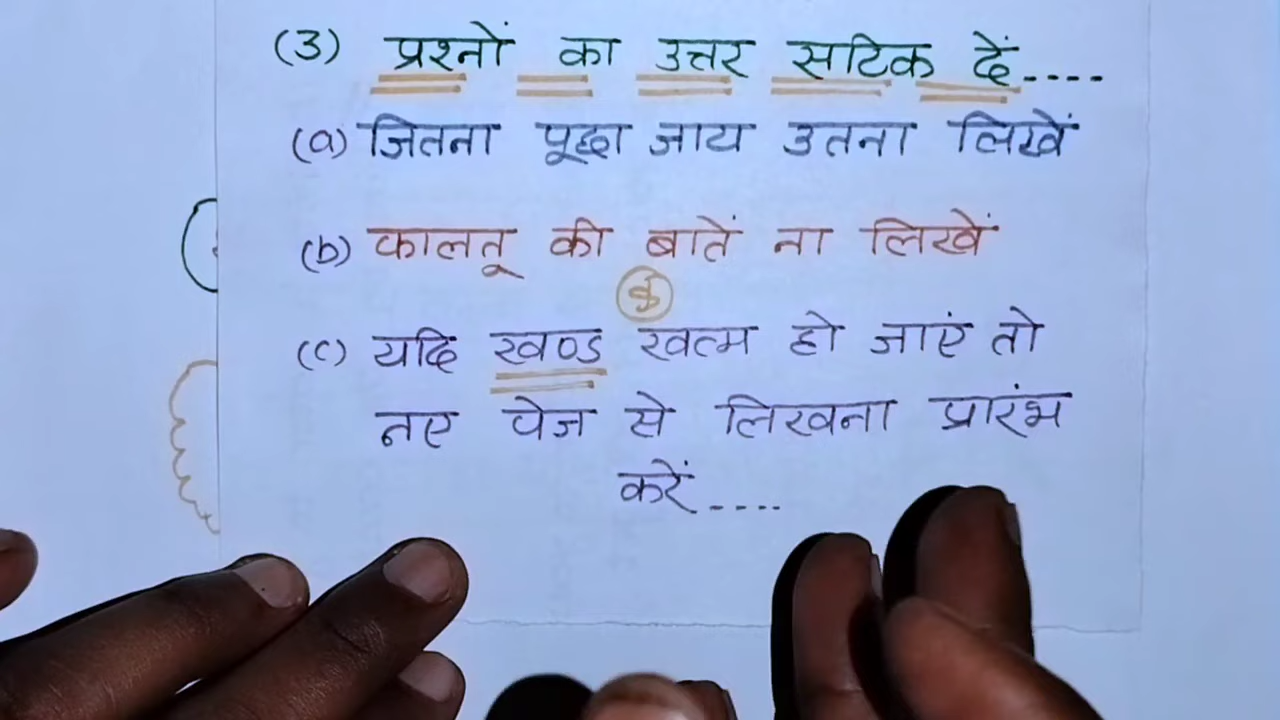 (3) प्रश्नों का उत्तर सटिक दें....
(a) जितना पूछा जाय उतना लिखें
(b) फालतू की बातें ना लिखें
(c) यदि खण्ड खत्म हो जाएं तो
नए पेज से लिखना प्रारंभ
करें....